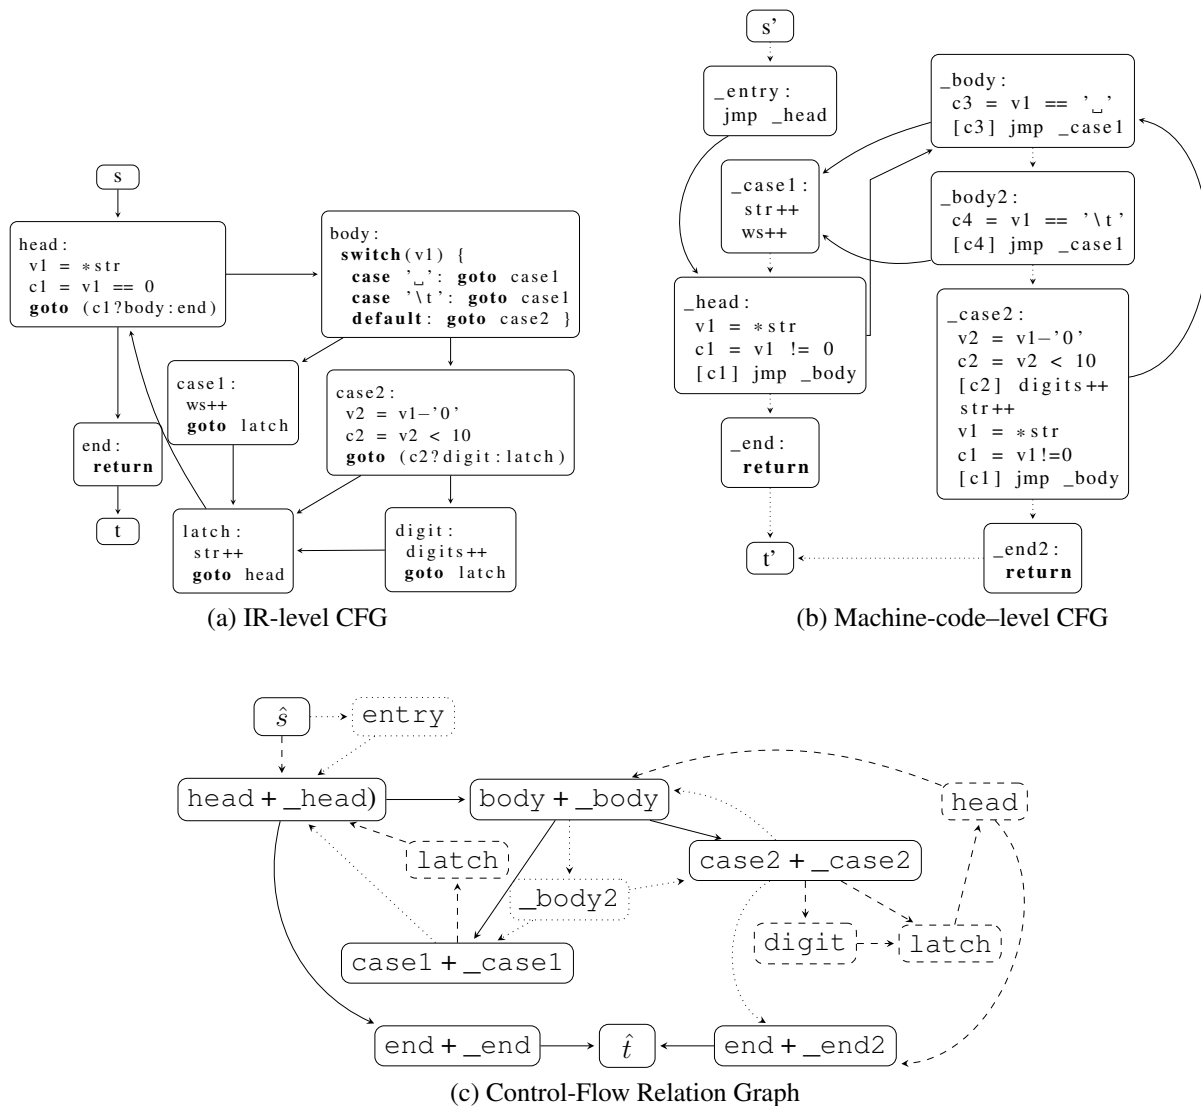 s
head:
v1 = *str
c1 = v1 == 0
goto (c1?body:end)
body:
switch(v1) {
case '␣': goto case1
case '\t': goto case1
default: goto case2 }
case1:
ws++
goto latch
case2:
v2 = v1-'0'
c2 = v2 < 10
goto (c2?digit:latch)
end:
return
t
latch:
str++
goto head
digit:
digits++
goto latch
(a) IR-level CFG
s'
_entry:
jmp _head
_body:
c3 = v1 == '␣'
[c3] jmp _case1
_case1:
str++
ws++
_body2:
c4 = v1 == '\t'
[c4] jmp _case1
_head:
v1 = *str
c1 = v1 != 0
[c1] jmp _body
_case2:
v2 = v1-'0'
c2 = v2 < 10
[c2] digits++
str++
v1 = *str
c1 = v1!=0
[c1] jmp _body
_end:
return
t'
_end2:
return
(b) Machine-code–level CFG
ŝ
entry
head + _head)
body + _body
head
latch
case2 + _case2
_body2
digit
latch
case1 + _case1
end + _end
t̂
end + _end2
(c) Control-Flow Relation Graph